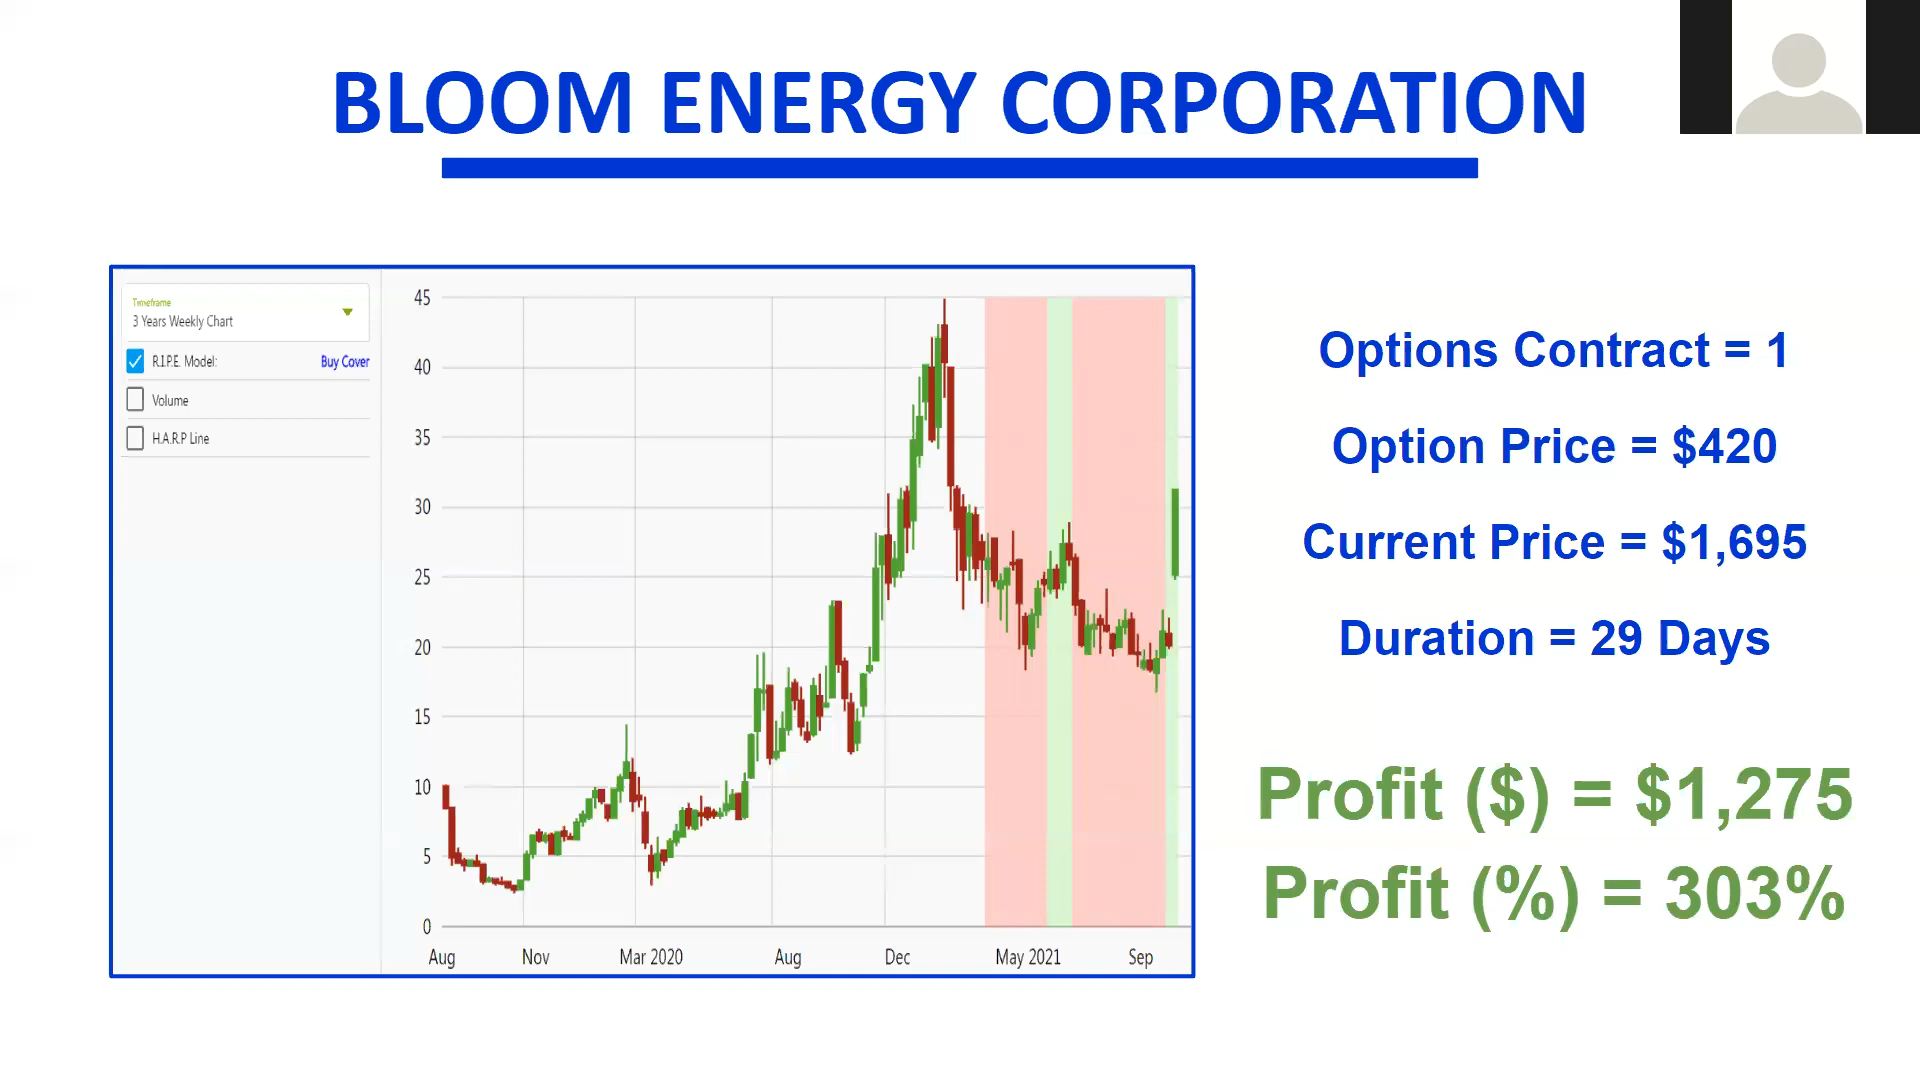 BLOOM ENERGY CORPORATION
Timeframe
3 Years Weekly Chart
R.I.P.E. Model: Buy Cover
Volume
H.A.R.P Line
45
40
35
30
25
20
15
10
5
0
Aug Nov Mar 2020 Aug Dec May 2021 Sep
Options Contract = 1
Option Price = $420
Current Price = $1,695
Duration = 29 Days
Profit ($) = $1,275
Profit (%) = 303%